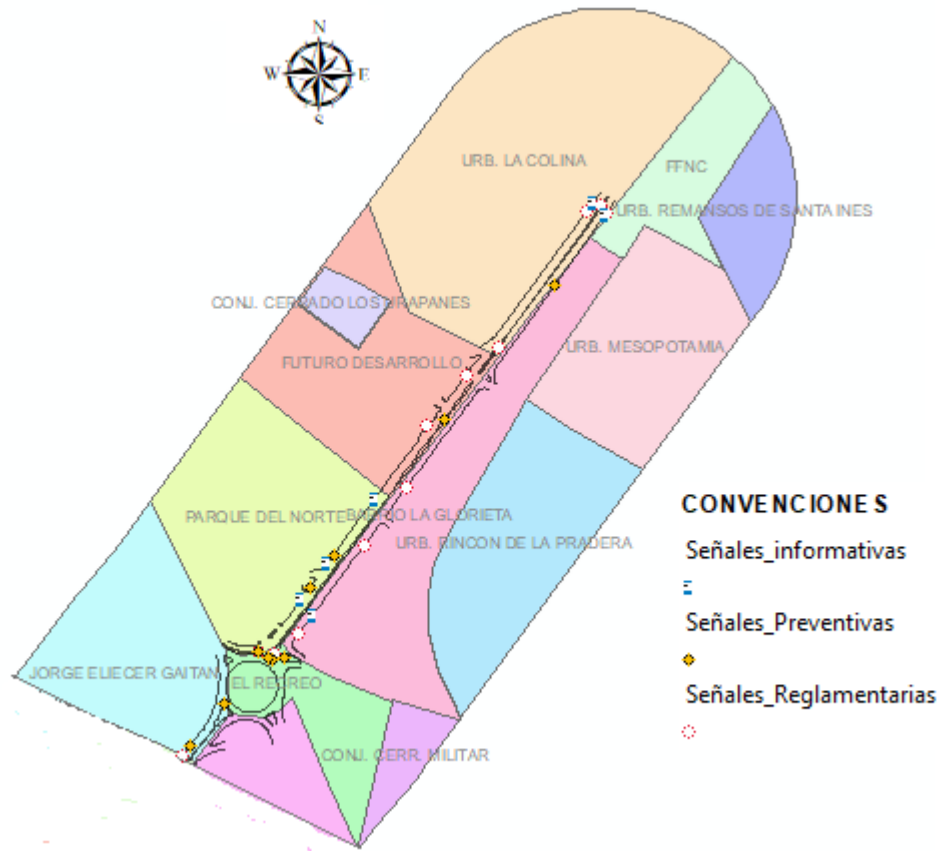 N
W E
S
URB. LA COLINA
FFNC
URB. REMANSOS DE SANTA INES
CONJ. CERRADO LOS URAPANES
URB. MESOPOTAMIA
FUTURO DESARROLLO
CONVENCIONES
PARQUE DEL NORTE BARRIO LA GLORIETA
URB. RINCON DE LA PRADERA
Señales_informativas
Señales_Preventivas
JORGE ELIECER GAITAN
EL RECREO
Señales_Reglamentarias
CONJ. CERR. MILITAR